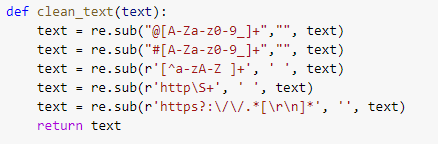 def clean_text(text):
    text = re.sub("@[A-Za-z0-9_]+","", text)
    text = re.sub("#[A-Za-z0-9_]+","", text)
    text = re.sub(r'[^a-zA-Z ]+', ' ', text)
    text = re.sub(r'http\S+', ' ', text)
    text = re.sub(r'https?:\/\/.*[\r\n]*', '', text)
    return text